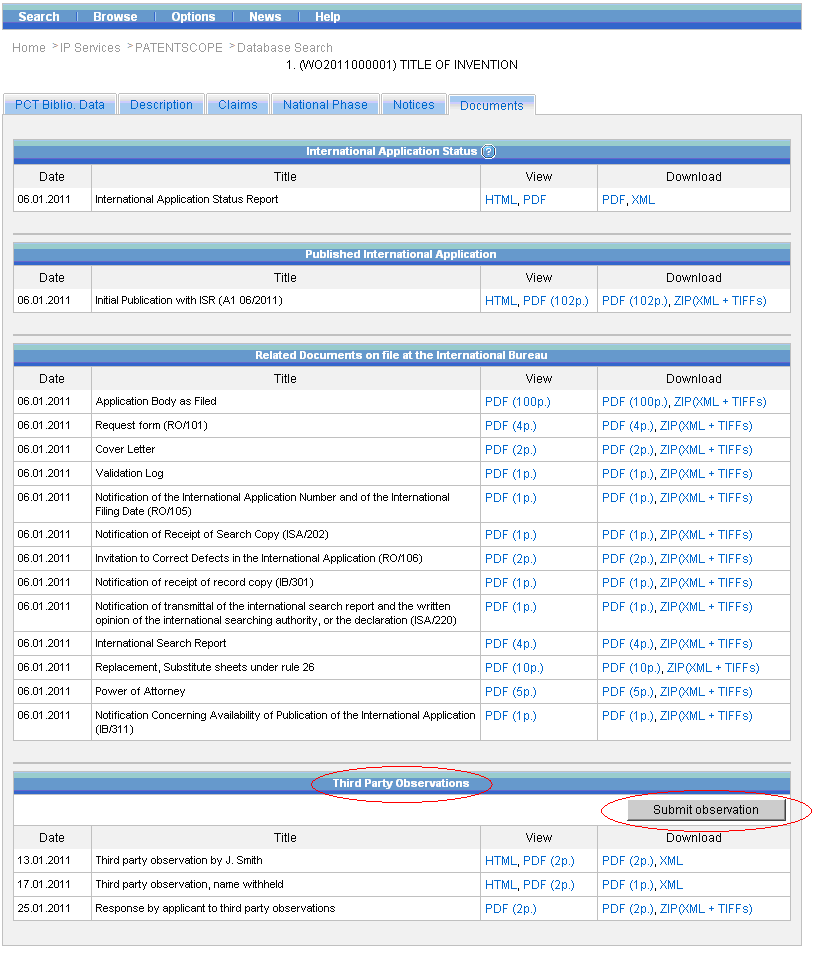 Search Browse Options News Help
Home >IP Services >PATENTSCOPE >Database Search
1. (WO2011000001) TITLE OF INVENTION
PCT Biblio. Data Description Claims National Phase Notices Documents
International Application Status ?
Date Title View Download
06.01.2011 International Application Status Report HTML, PDF PDF, XML
Published International Application
Date Title View Download
06.01.2011 Initial Publication with ISR (A1 06/2011) HTML, PDF (102p.) PDF (102p.), ZIP(XML + TIFFs)
Related Documents on file at the International Bureau
Date Title View Download
06.01.2011 Application Body as Filed PDF (100p.) PDF (100p.), ZIP(XML + TIFFs)
06.01.2011 Request form (RO/101) PDF (4p.) PDF (4p.), ZIP(XML + TIFFs)
06.01.2011 Cover Letter PDF (2p.) PDF (2p.), ZIP(XML + TIFFs)
06.01.2011 Validation Log PDF (1p.) PDF (1p.), ZIP(XML + TIFFs)
06.01.2011 Notification of the International Application Number and of the International PDF (1p.) PDF (1p.), ZIP(XML + TIFFs)
Filing Date (RO/105)
06.01.2011 Notification of Receipt of Search Copy (ISA/202) PDF (1p.) PDF (1p.), ZIP(XML + TIFFs)
06.01.2011 Invitation to Correct Defects in the International Application (RO/106) PDF (2p.) PDF (2p.), ZIP(XML + TIFFs)
06.01.2011 Notification of receipt of record copy (IB/301) PDF (1p.) PDF (1p.), ZIP(XML + TIFFs)
06.01.2011 Notification of transmittal of the international search report and the written PDF (1p.) PDF (1p.), ZIP(XML + TIFFs)
opinion of the international searching authority, or the declaration (ISA/220)
06.01.2011 International Search Report PDF (4p.) PDF (4p.), ZIP(XML + TIFFs)
06.01.2011 Replacement, Substitute sheets under rule 26 PDF (10p.) PDF (10p.), ZIP(XML + TIFFs)
06.01.2011 Power of Attorney PDF (5p.) PDF (5p.), ZIP(XML + TIFFs)
06.01.2011 Notification Concerning Availability of Publication of the International Application PDF (1p.) PDF (1p.), ZIP(XML + TIFFs)
(IB/311)
Third Party Observations
Submit observation
Date Title View Download
13.01.2011 Third party observation by J. Smith HTML, PDF (2p.) PDF (2p.), XML
17.01.2011 Third party observation, name withheld HTML, PDF (2p.) PDF (1p.), XML
25.01.2011 Response by applicant to third party observations PDF (2p.) PDF (2p.), ZIP(XML + TIFFs)